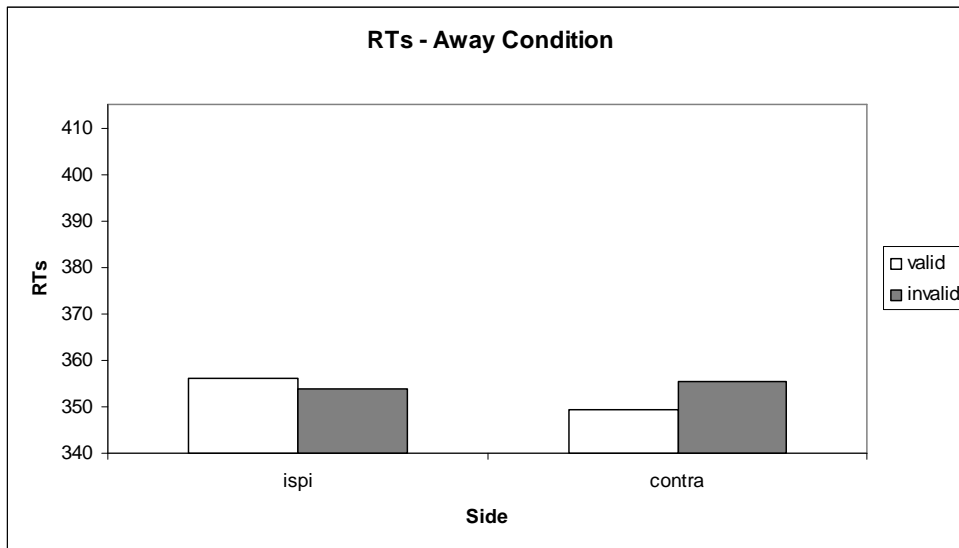 RTs - Away Condition
410
400
390
380
370
360
350
340
RTs
ispi
contra
Side
valid
invalid